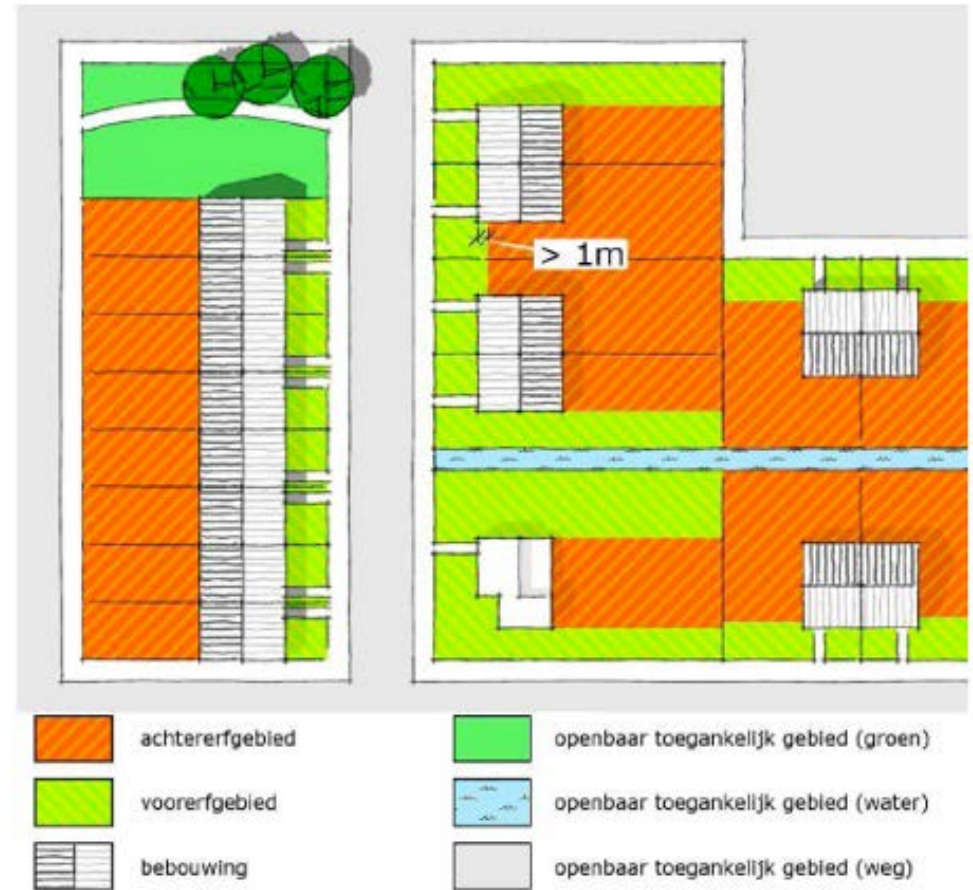 > 1m
achtererfgebied
voorerfgebied
bebouwing
openbaar toegankelijk gebied (groen)
openbaar toegankelijk gebied (water)
openbaar toegankelijk gebied (weg)